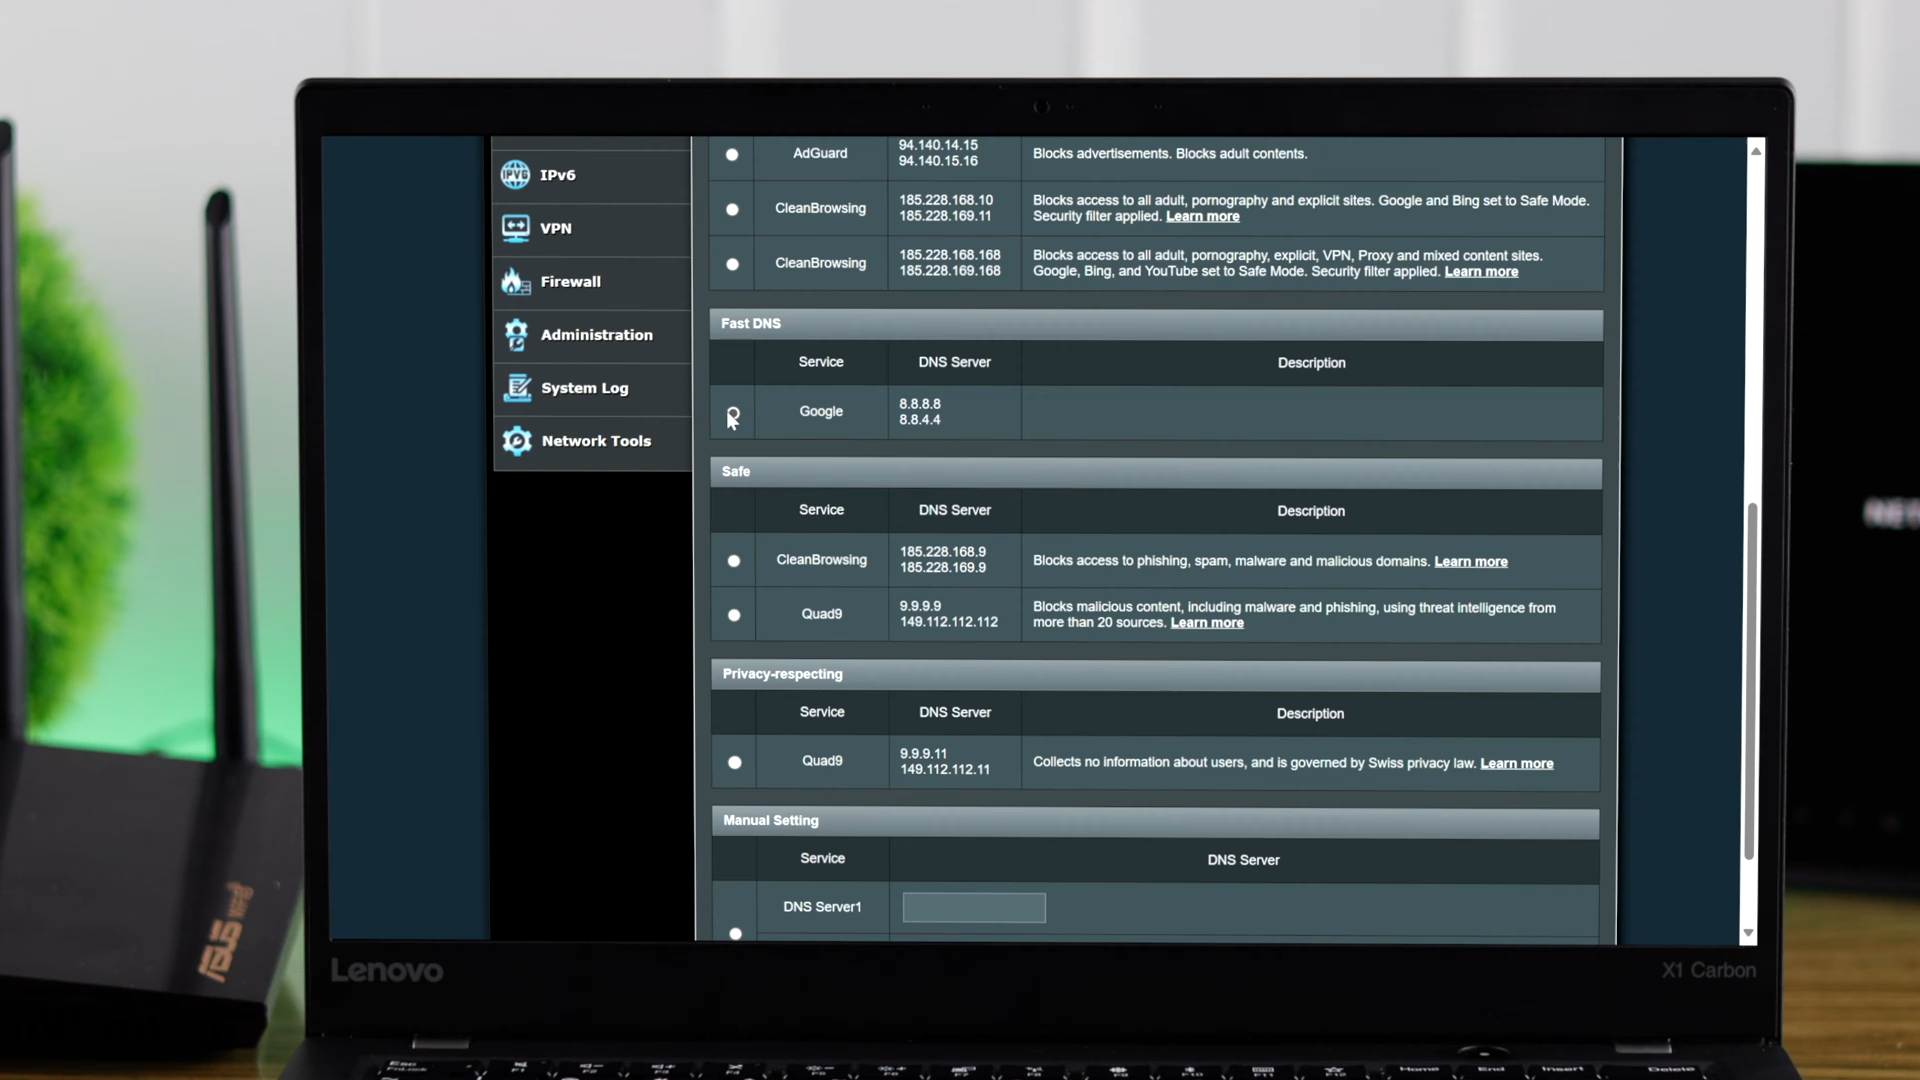 AdGuard
94.140.14.15
94.140.15.16
Blocks advertisements. Blocks adult contents.
IPv6
CleanBrowsing
185.228.168.10
185.228.169.11
Blocks access to all adult, pornography and explicit sites. Google and Bing set to Safe Mode.
Security filter applied. Learn more
VPN
CleanBrowsing
185.228.168.168
185.228.169.168
Blocks access to all adult, pornography, explicit, VPN, Proxy and mixed content sites.
Google, Bing, and YouTube set to Safe Mode. Security filter applied. Learn more
Firewall
Administration
System Log
Network Tools
Fast DNS
Service DNS Server Description
Google
8.8.8.8
8.8.4.4
Safe
Service DNS Server Description
CleanBrowsing
185.228.168.9
185.228.169.9
Blocks access to phishing, spam, malware and malicious domains. Learn more
Quad9
9.9.9.9
149.112.112.112
Blocks malicious content, including malware and phishing, using threat intelligence from
more than 20 sources. Learn more
Privacy-respecting
Service DNS Server Description
Quad9
9.9.9.11
149.112.112.11
Collects no information about users, and is governed by Swiss privacy law. Learn more
Manual Setting
Service DNS Server
DNS Server1
ASUS
Lenovo
X1 Carbon
Esc
Home
End
Insert
Delete